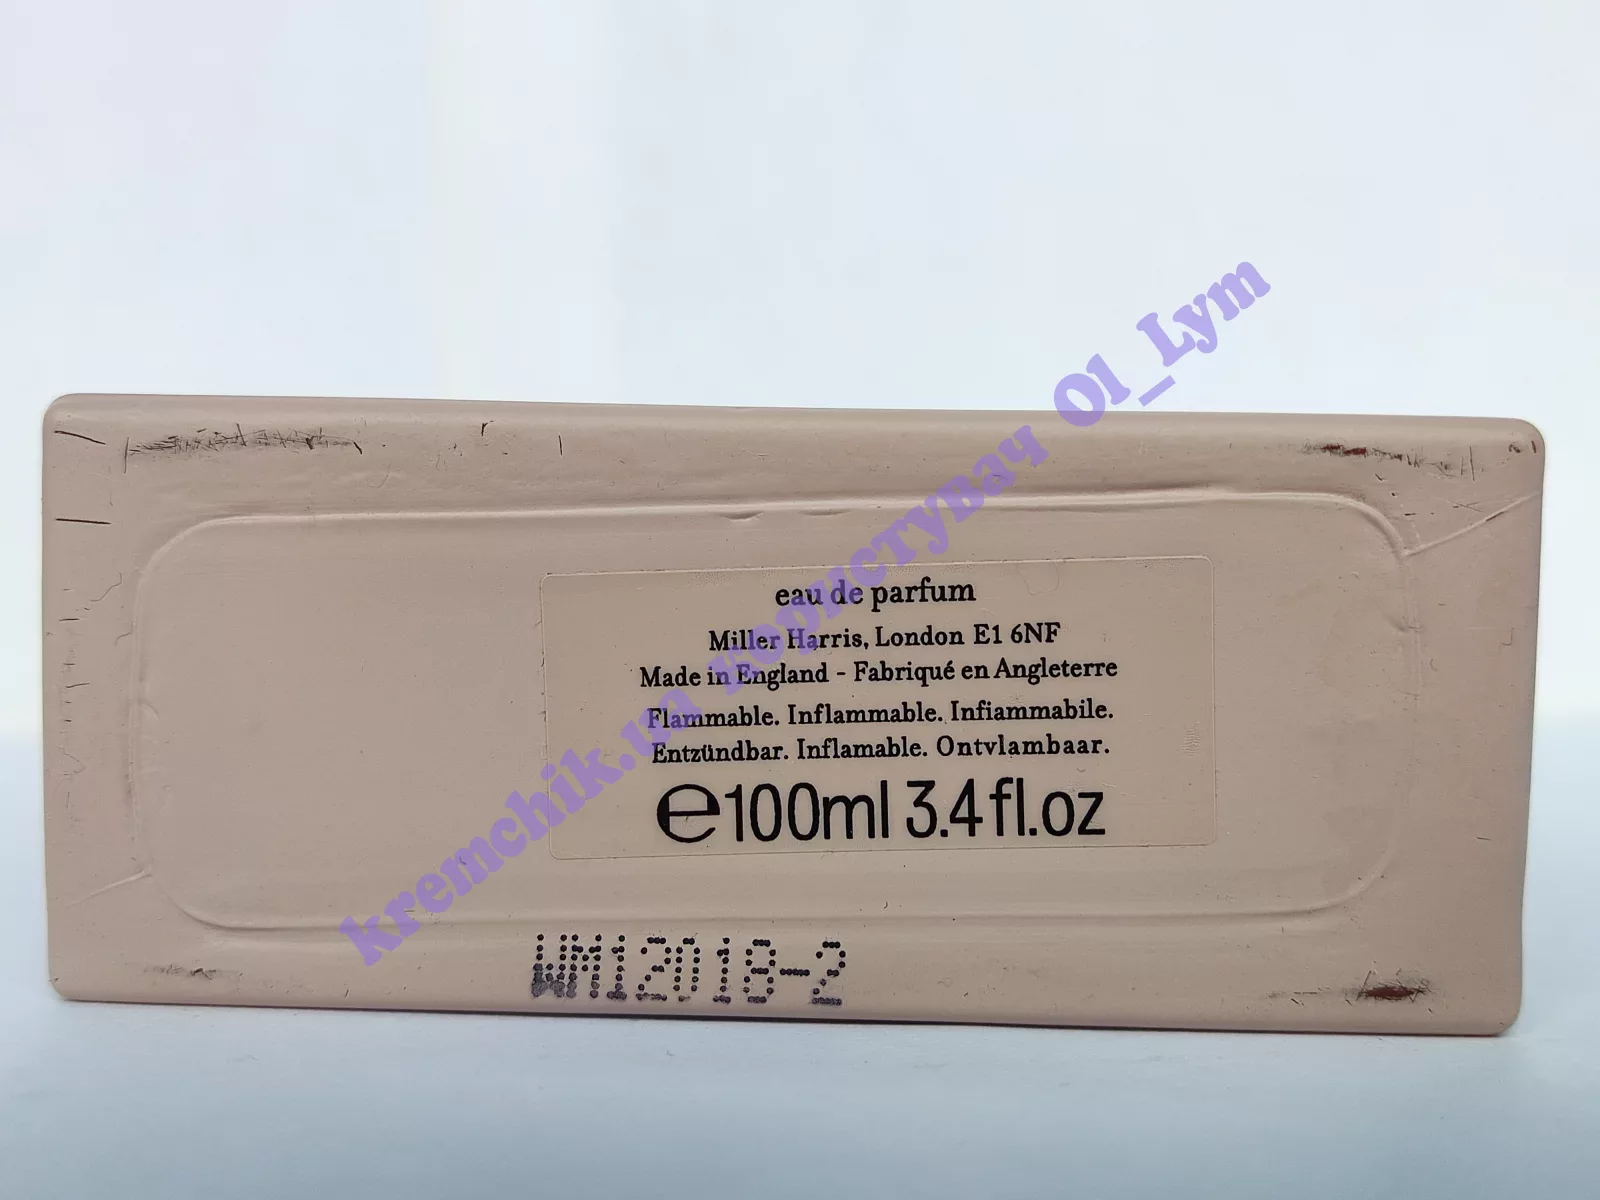 eau de parfum
Miller Harris, London E1 6NF
Made in England - Fabriqué en Angleterre
Flammable. Inflammable. Infiammabile.
Entzündbar. Inflamable. Ontvlambaar.
℮100ml 3.4fl.oz
WM12018-2
kremchik.ua користувач Ol_Lym